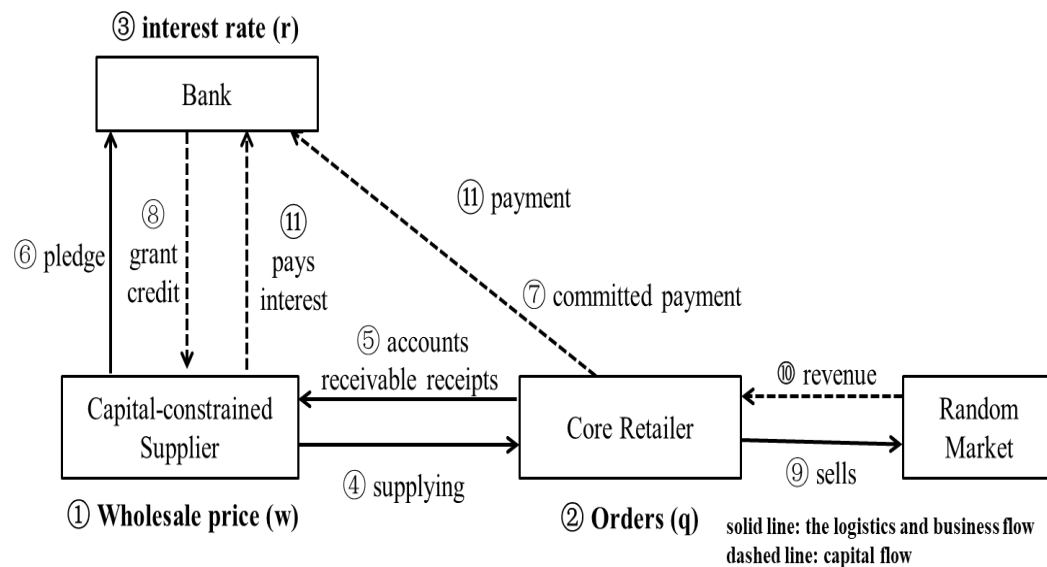 ③ interest rate (r)
Bank
⑪ payment
⑧
grant
credit
⑪
pays
interest
⑥ pledge
⑦ committed payment
⑤ accounts
receivable receipts
⑩ revenue
Capital-constrained
Supplier
Core Retailer
Random
Market
④ supplying
⑨ sells
① Wholesale price (w)
② Orders (q)
solid line: the logistics and business flow
dashed line: capital flow